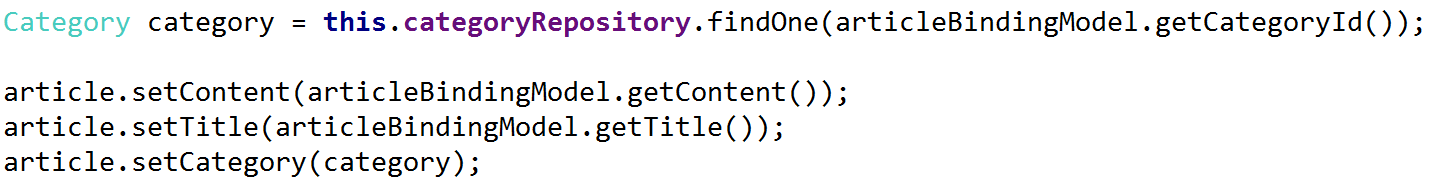 Category category = this.categoryRepository.findOne(articleBindingModel.getCategoryId());
article.setContent(articleBindingModel.getContent());
article.setTitle(articleBindingModel.getTitle());
article.setCategory(category);